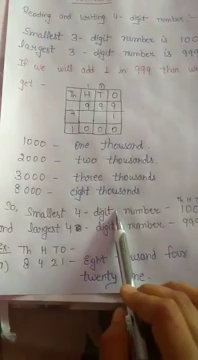 Reading and Writing 4-digit number :-
Smallest 3-digit number is 100
largest 3-digit number is 999
If we will add 1 in 999 then we
get -
Th H T O
9 9 9
+ 1
1 0 0 0
1000 - one thousand
2000 - two thousands.
3000 - three thousands
8000 - eight thousands
So, Smallest 4-digit number - 100
and largest 4-digit number - 999
Ex: Th H T O -
8 4 2 1 - Eight four
twenty